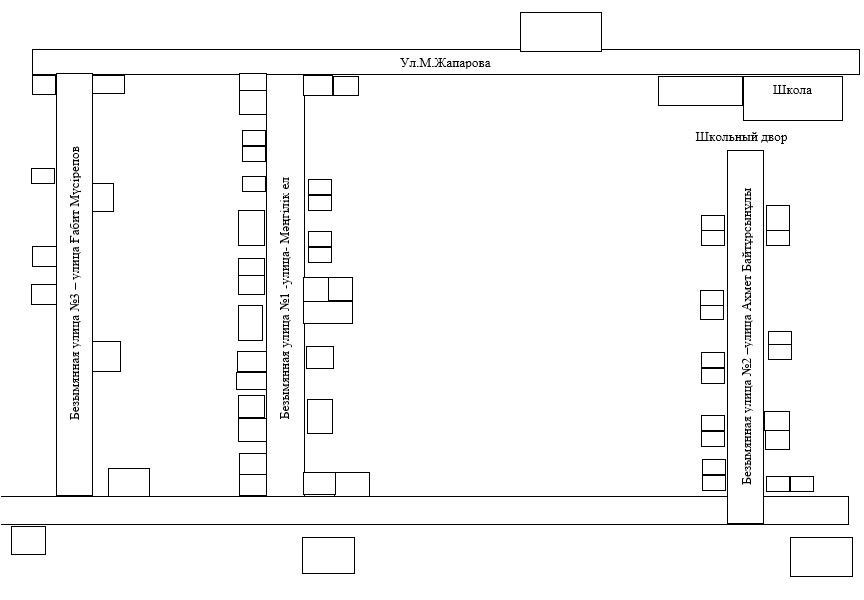 Ул.М.Жапарова
Школа
Школьный двор
Безымянная улица №3 – улица Ғабит Мүсірепов
Безымянная улица №1 -улица- Мәңгілік ел
Безымянная улица №2 –улица Ахмет Байтұрсынұлы